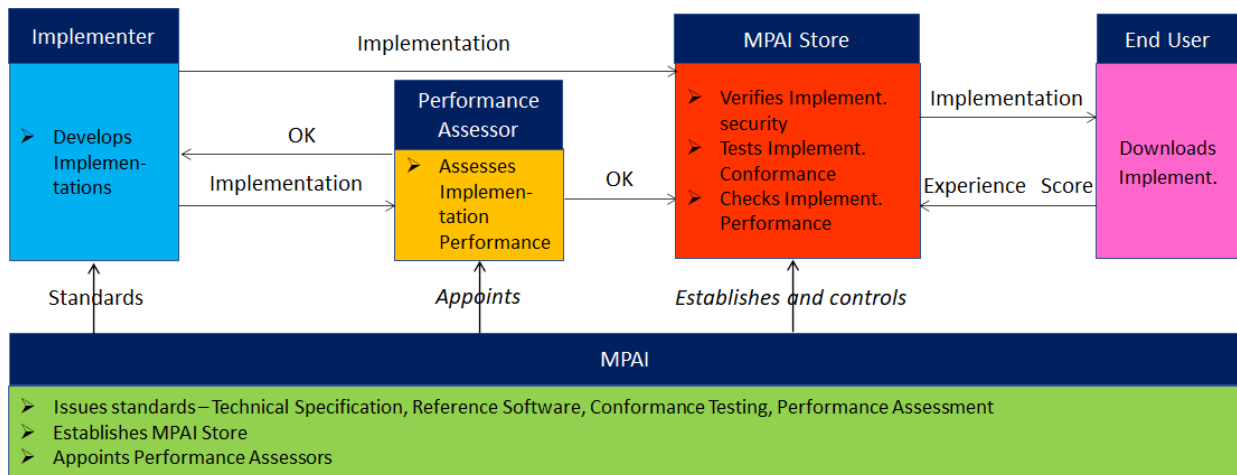 Implementer
➢ Develops
Implemen-
tations
Implementation
OK
Implementation
Performance
Assessor
➢ Assesses
Implemen-
tation
Performance
OK
MPAI Store
➢ Verifies Implement.
security
➢ Tests Implement.
Conformance
➢ Checks Implement.
Performance
Implementation
Experience Score
End User
Downloads
Implement.
Standards
Appoints
Establishes and controls
MPAI
➢ Issues standards – Technical Specification, Reference Software, Conformance Testing, Performance Assessment
➢ Establishes MPAI Store
➢ Appoints Performance Assessors